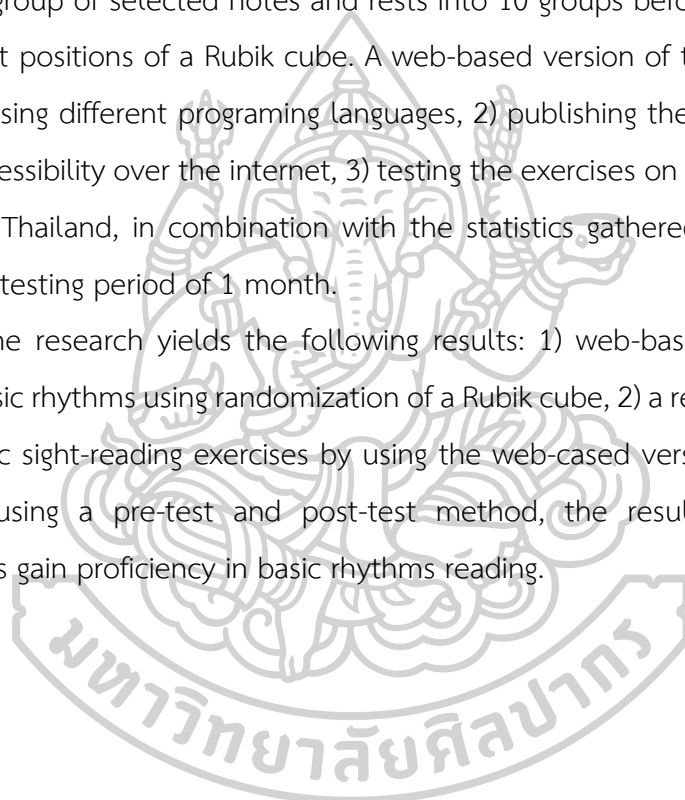 group of selected notes and rests into 10 groups befo
t positions of a Rubik cube. A web-based version of t
sing different programing languages, 2) publishing the
essibility over the internet, 3) testing the exercises on
Thailand, in combination with the statistics gathered
testing period of 1 month.
ne research yields the following results: 1) web-bas
sic rhythms using randomization of a Rubik cube, 2) a re
c sight-reading exercises by using the web-cased vers
using a pre-test and post-test method, the resul
s gain proficiency in basic rhythms reading.
มหาวิทยาลัยศิลปากร